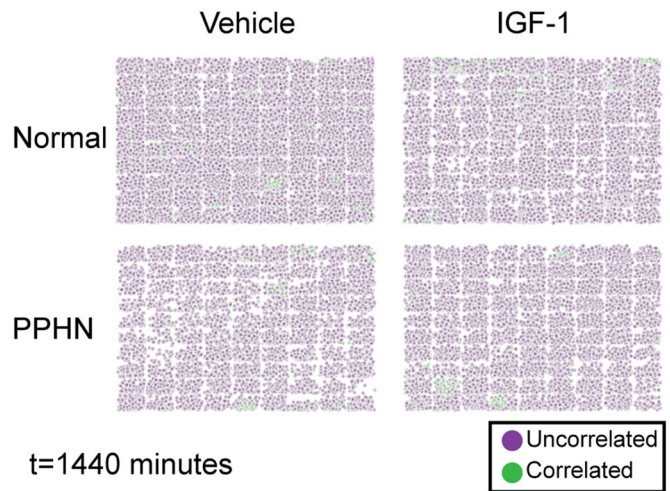 Vehicle
IGF-1
Normal
PPHN
t=1440 minutes
Uncorrelated
Correlated